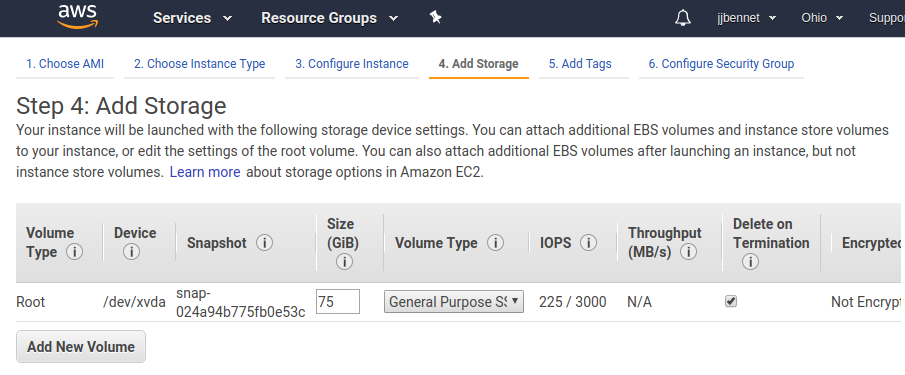 aws Services Resource Groups jjbennet Ohio Suppo
1. Choose AMI 2. Choose Instance Type 3. Configure Instance 4. Add Storage 5. Add Tags 6. Configure Security Group
Step 4: Add Storage
Your instance will be launched with the following storage device settings. You can attach additional EBS volumes and instance store volumes
to your instance, or edit the settings of the root volume. You can also attach additional EBS volumes after launching an instance, but not
instance store volumes. Learn more about storage options in Amazon EC2.
Volume Type i
Device i
Snapshot i
Size (GiB) i
Volume Type i
IOPS i
Throughput (MB/s) i
Delete on Termination i
Encrypted
Root /dev/xvda snap-024a94b775fb0e53c 75 General Purpose SS 225 / 3000 N/A Not Encryp
Add New Volume